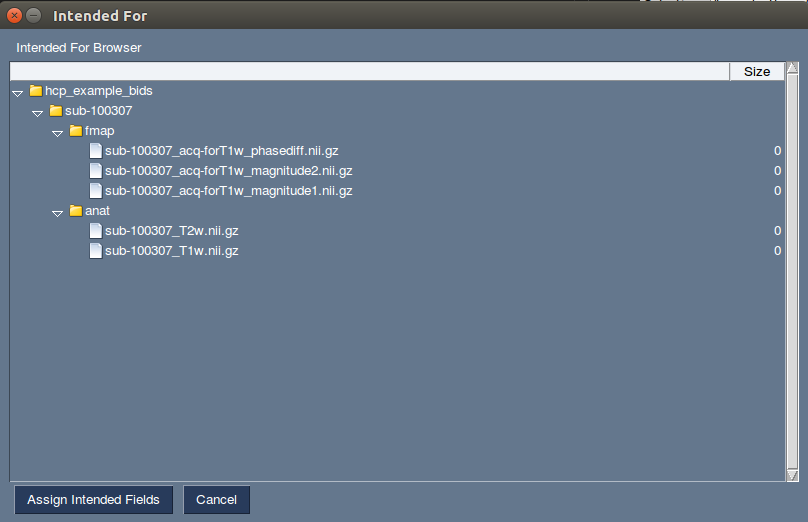 Intended For
Intended For Browser
Size
hcp_example_bids
sub-100307
fmap
sub-100307_acq-forT1w_phasediff.nii.gz 0
sub-100307_acq-forT1w_magnitude2.nii.gz 0
sub-100307_acq-forT1w_magnitude1.nii.gz 0
anat
sub-100307_T2w.nii.gz 0
sub-100307_T1w.nii.gz 0
Assign Intended Fields Cancel